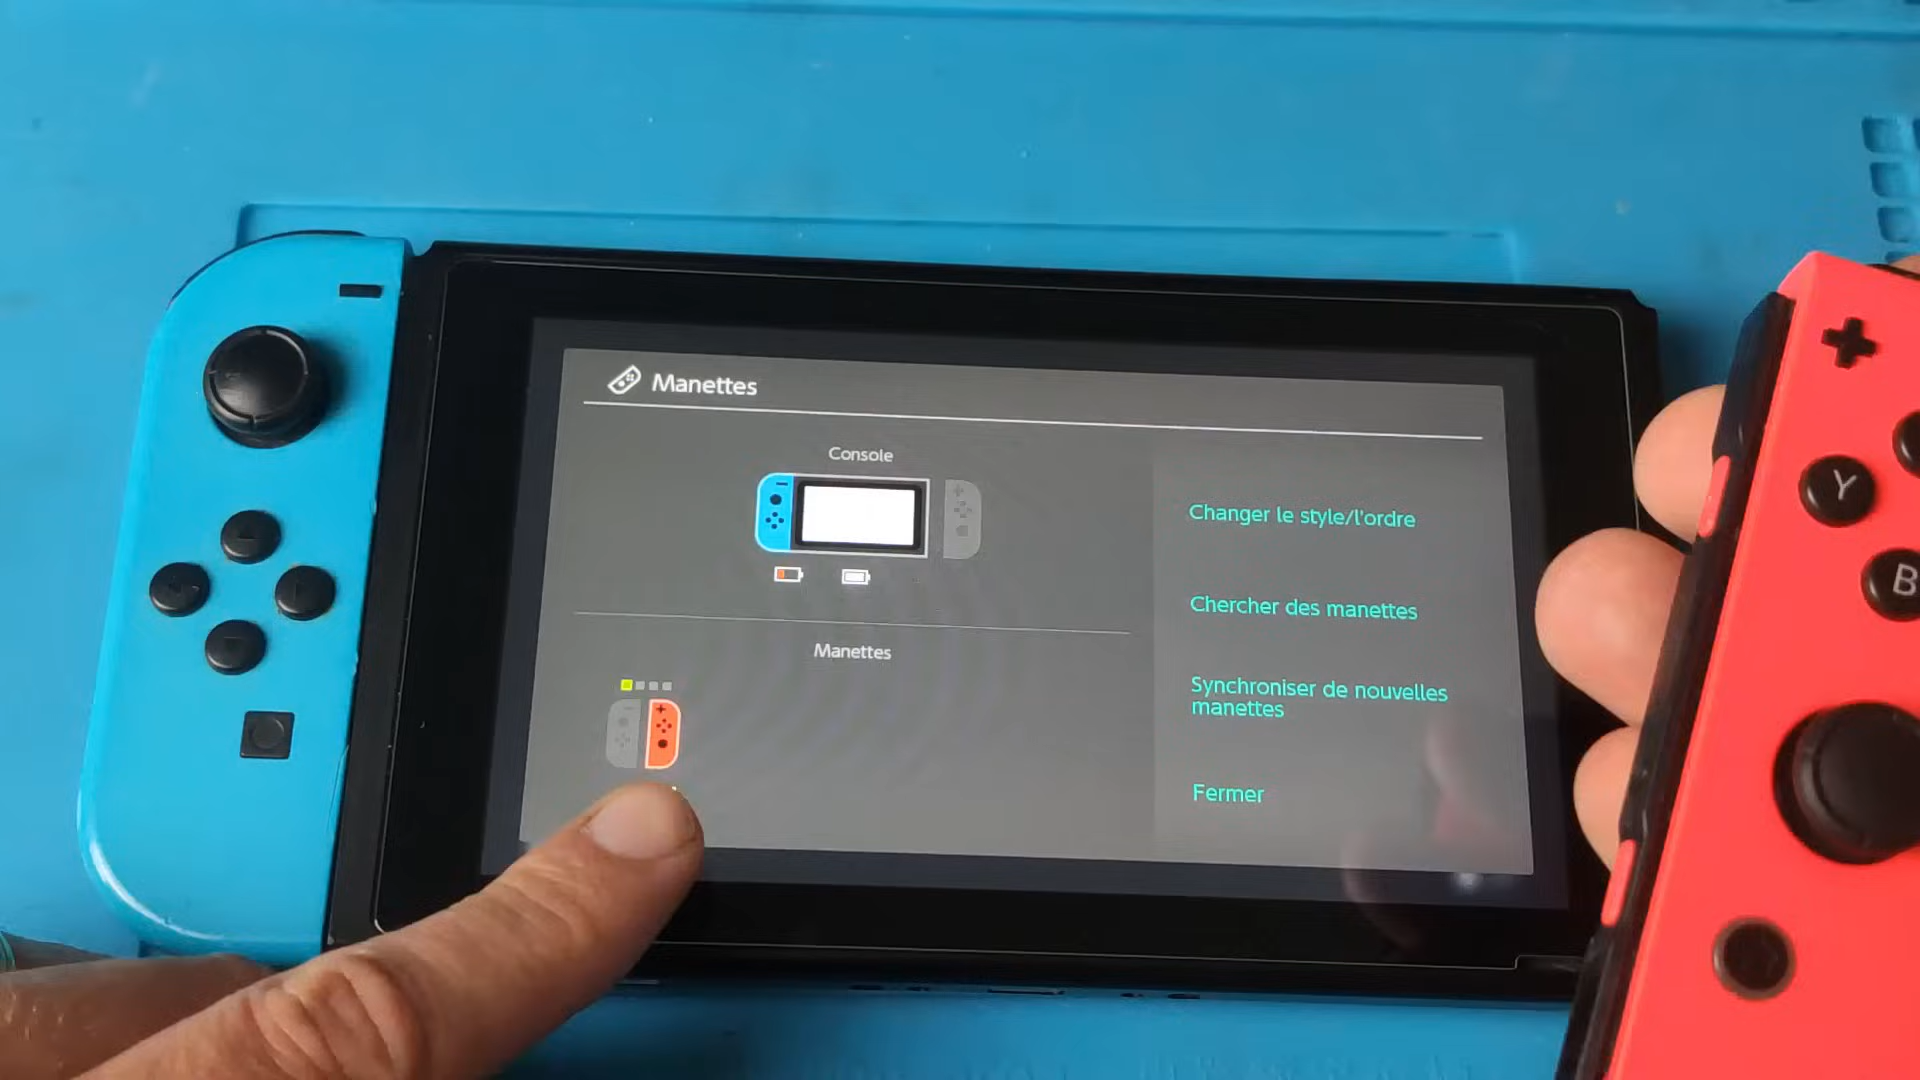 Manettes
Console
Changer le style/l'ordre
Chercher des manettes
Manettes
Synchroniser de nouvelles
manettes
Fermer
Y
B